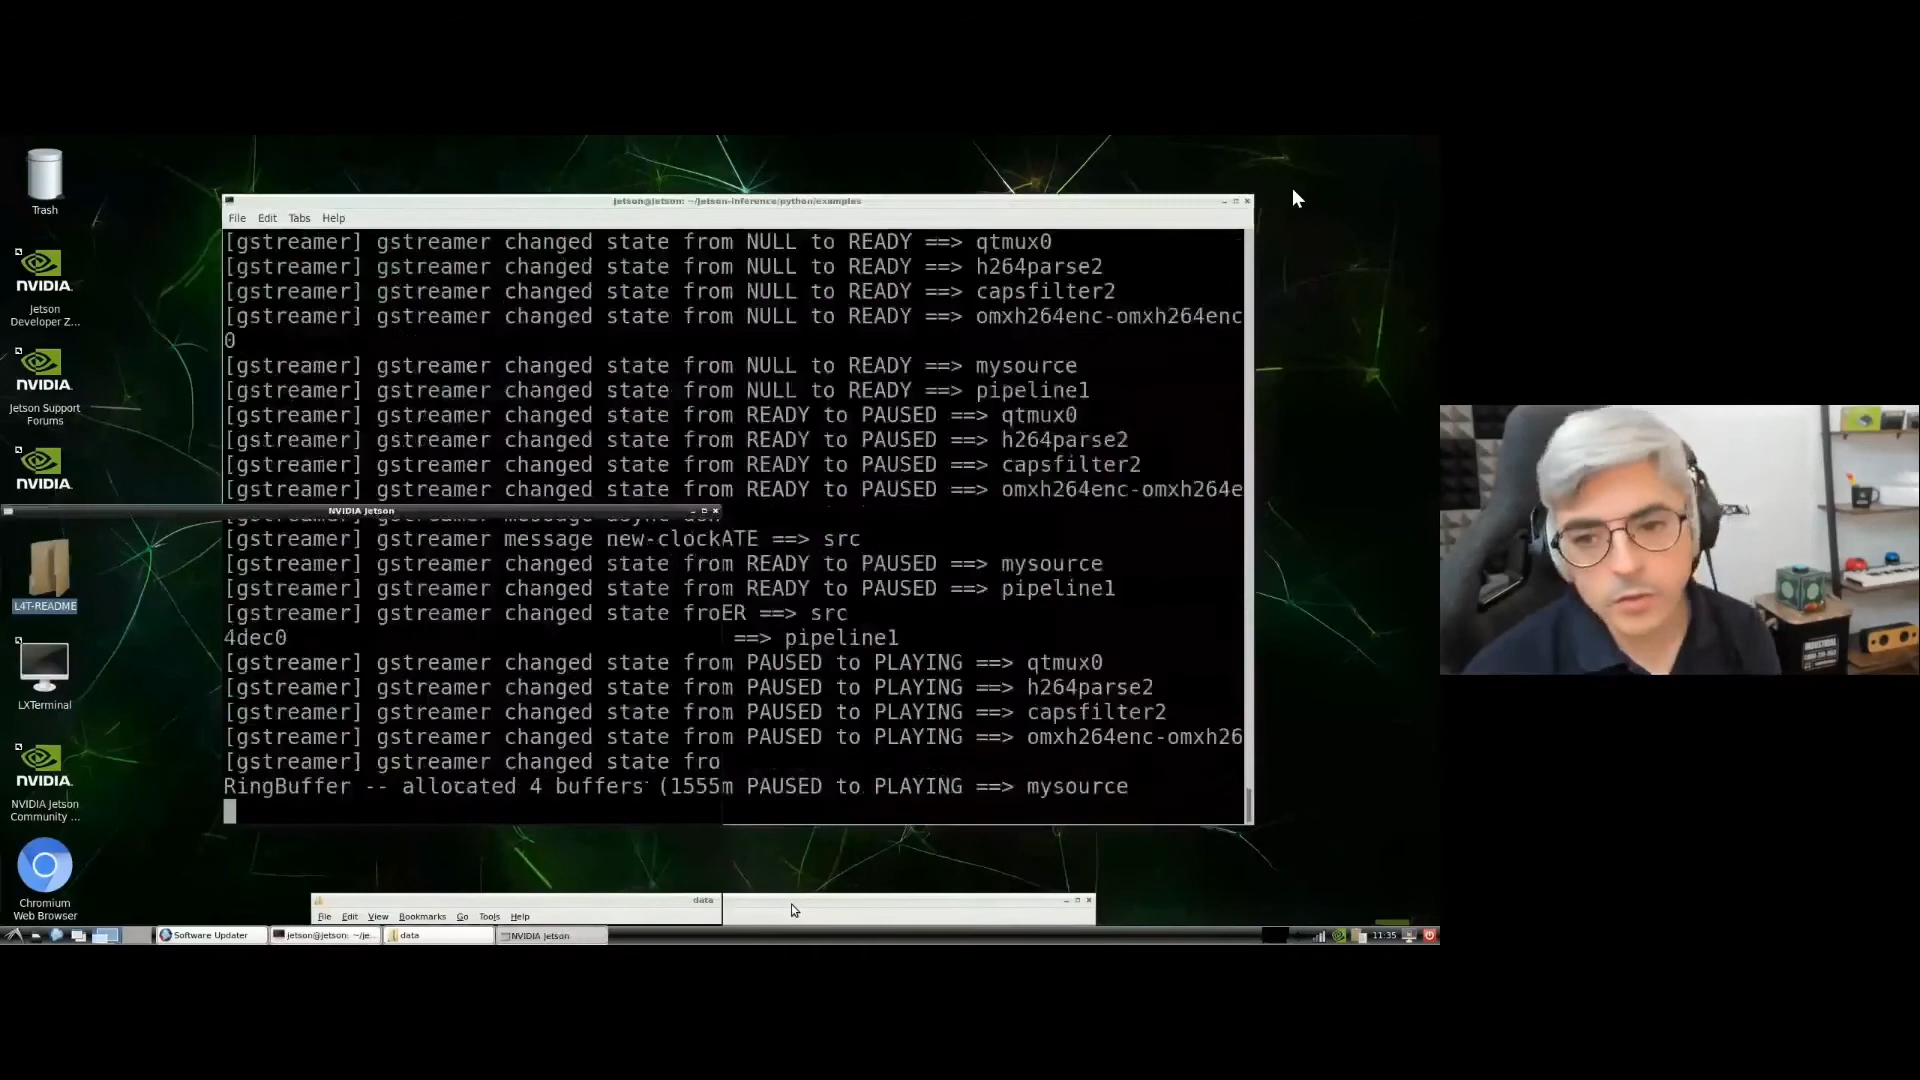 Trash
NVIDIA.
Jetson
Developer Z...
NVIDIA.
Jetson Support
Forums
NVIDIA.
L4T-README
LXTerminal
NVIDIA.
NVIDIA Jetson
Community ...
Chromium
Web Browser
jetson@jetson: ~/jetson-inference/python/examples
File Edit Tabs Help
[gstreamer] gstreamer changed state from NULL to READY ==> qtmux0
[gstreamer] gstreamer changed state from NULL to READY ==> h264parse2
[gstreamer] gstreamer changed state from NULL to READY ==> capsfilter2
[gstreamer] gstreamer changed state from NULL to READY ==> omxh264enc-omxh264enc
0
[gstreamer] gstreamer changed state from NULL to READY ==> mysource
[gstreamer] gstreamer changed state from NULL to READY ==> pipeline1
[gstreamer] gstreamer changed state from READY to PAUSED ==> qtmux0
[gstreamer] gstreamer changed state from READY to PAUSED ==> h264parse2
[gstreamer] gstreamer changed state from READY to PAUSED ==> capsfilter2
[gstreamer] gstreamer changed state from READY to PAUSED ==> omxh264enc-omxh264e
NVIDIA Jetson
[gstreamer] gstreamer message new-clockATE ==> src
[gstreamer] gstreamer changed state from READY to PAUSED ==> mysource
[gstreamer] gstreamer changed state from READY to PAUSED ==> pipeline1
[gstreamer] gstreamer changed state froER ==> src
4dec0 ==> pipeline1
[gstreamer] gstreamer changed state from PAUSED to PLAYING ==> qtmux0
[gstreamer] gstreamer changed state from PAUSED to PLAYING ==> h264parse2
[gstreamer] gstreamer changed state from PAUSED to PLAYING ==> capsfilter2
[gstreamer] gstreamer changed state from PAUSED to PLAYING ==> omxh264enc-omxh26
[gstreamer] gstreamer changed state fro
RingBuffer -- allocated 4 buffers (1555m PAUSED to PLAYING ==> mysource
data
File Edit View Bookmarks Go Tools Help
Software Updater jetson@jetson: ~/je... data NVIDIA Jetson 11:35